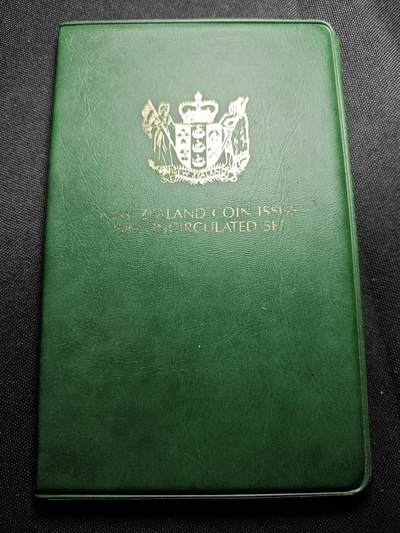 NEW ZEALAND
NEW ZEALAND COIN ISSUE
UNCIRCULATED SET